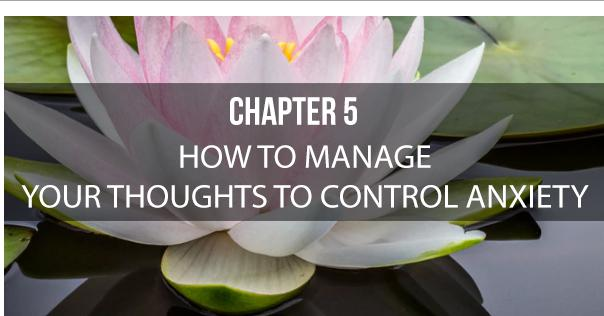 CHAPTER 5
HOW TO MANAGE
YOUR THOUGHTS TO CONTROL ANXIETY